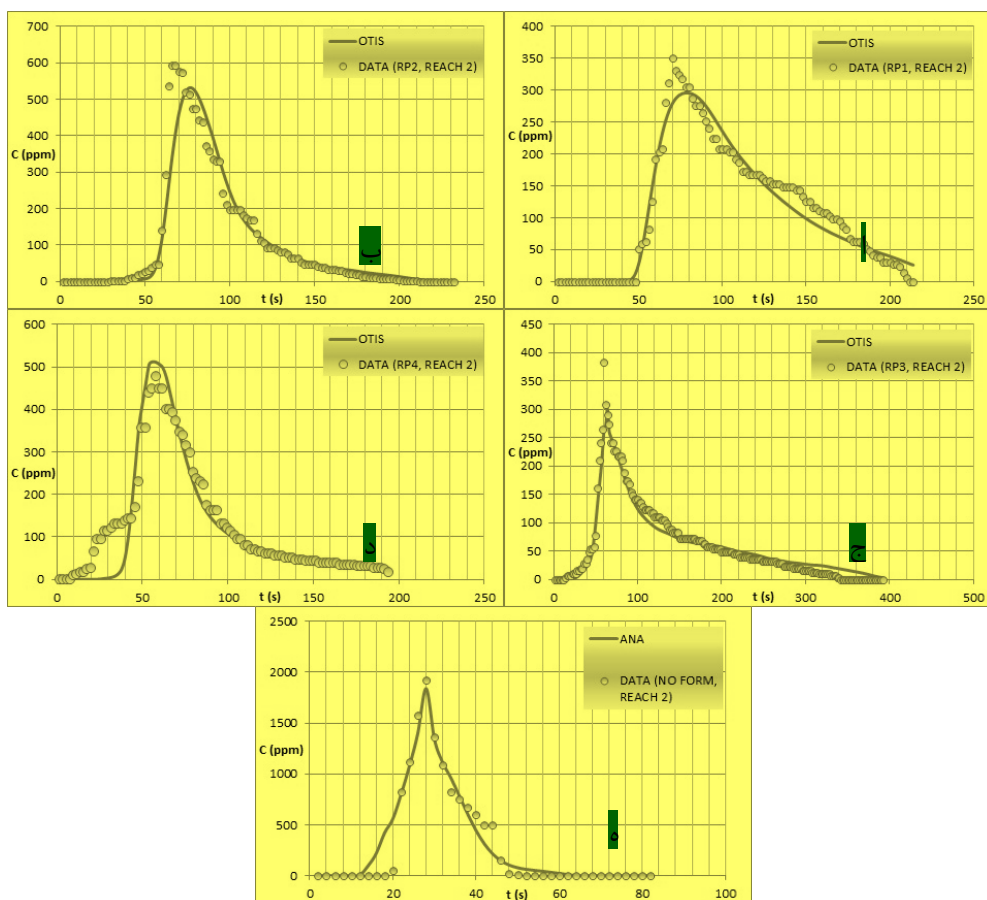 700
600
500
400
300
200
100
0
C (ppm)
OTIS
DATA (RP2, REACH 2)
ب
0 50 100 150 200 250
t (s)
400
350
300
250
200
150
100
50
0
C (ppm)
OTIS
DATA (RP1, REACH 2)
0 50 100 150 200 250
t (s)
600
500
400
300
200
100
0
C (ppm)
OTIS
DATA (RP4, REACH 2)
د
0 50 100 150 200 250
t (s)
450
400
350
300
250
200
150
100
50
0
C (ppm)
OTIS
DATA (RP3, REACH 2)
ج
0 100 200 300 400 500
t (s)
2500
2000
1500
1000
500
0
C (ppm)
ANA
DATA (NO FORM,
REACH 2)
ه
0 20 40 60 80 100
t (s)